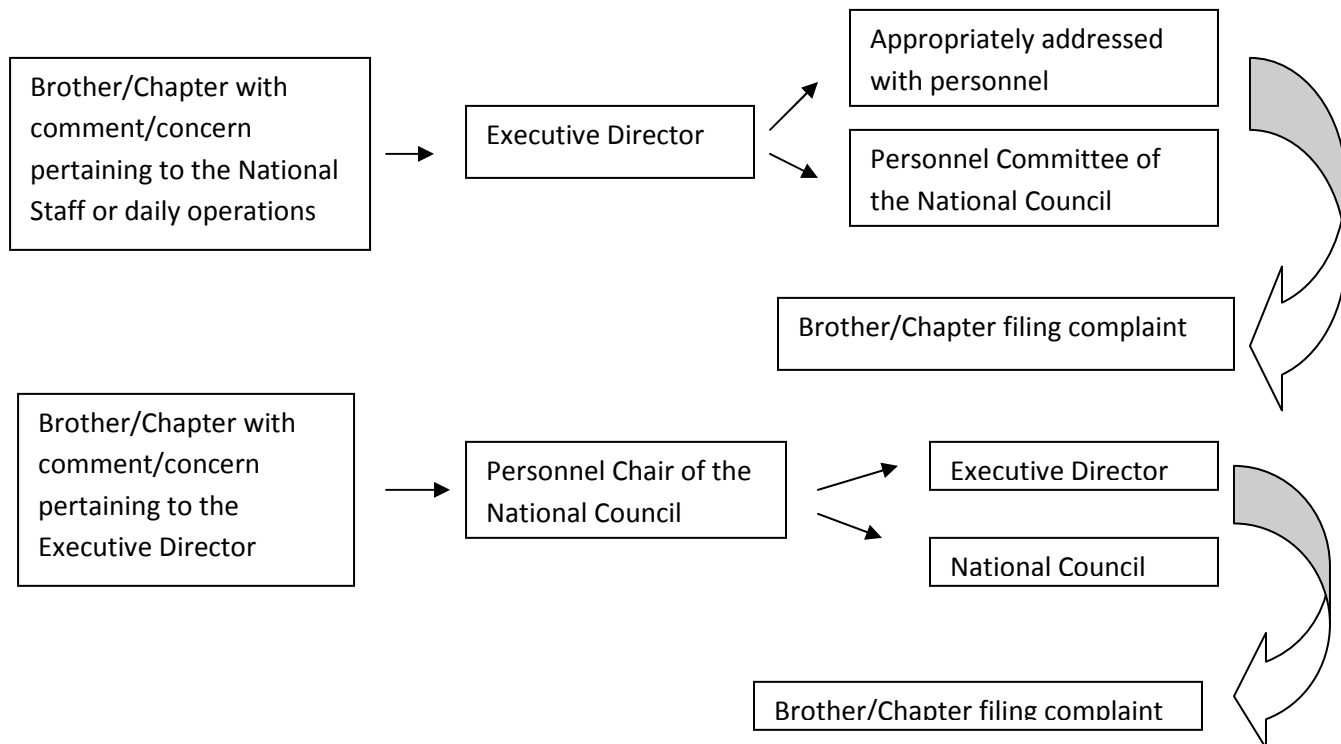 Brother/Chapter with
comment/concern
pertaining to the National
Staff or daily operations
Executive Director
Appropriately addressed
with personnel
Personnel Committee of
the National Council
Brother/Chapter filing complaint
Brother/Chapter with
comment/concern
pertaining to the
Executive Director
Personnel Chair of the
National Council
Executive Director
National Council
Brother/Chapter filing complaint